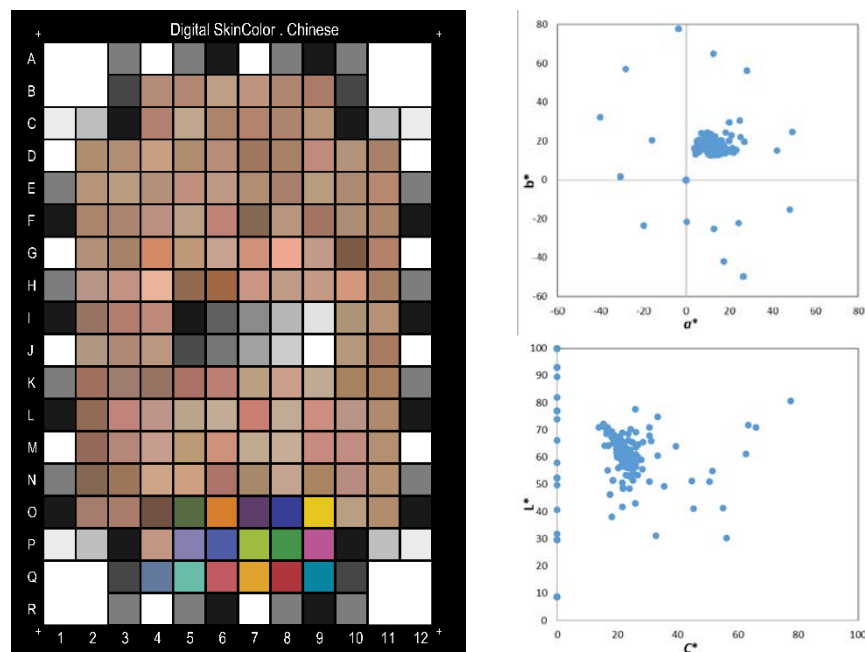 Digital SkinColor . Chinese
+ +
A
B
C
D
E
F
G
H
I
J
K
L
M
N
O
P
Q
R
1 2 3 4 5 6 7 8 9 10 11 12
+ +
80
60
40
20
0
-20
-40
-60
-60 -40 -20 0 20 40 60 80
b*
a*
100
90
80
70
60
50
40
30
20
10
0
0 20 40 60 80 100
L*
C*